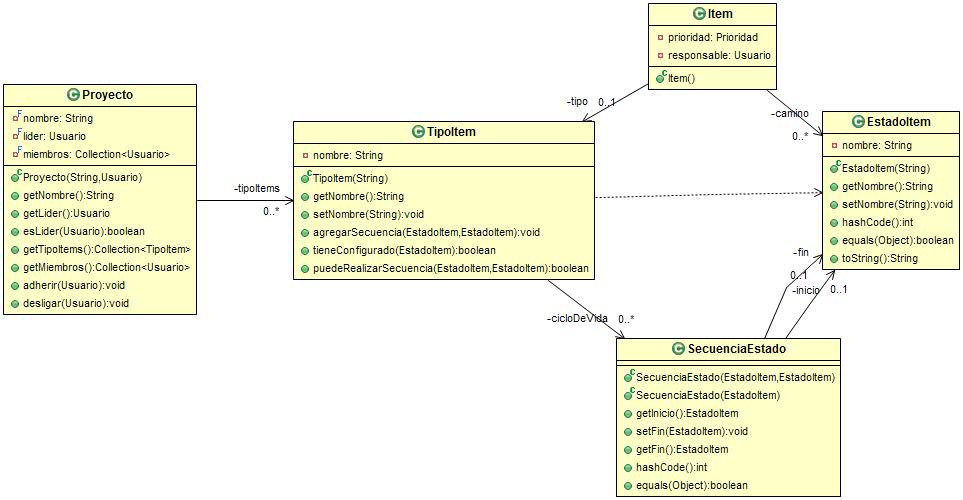 Item
prioridad: Prioridad
responsable: Usuario
Item()
-tipo 0..1
-camino
0..*
Proyecto
nombre: String
lider: Usuario
miembros: Collection<Usuario>
Proyecto(String,Usuario)
getNombre():String
getLider():Usuario
esLider(Usuario):boolean
getTipoItems():Collection<TipoItem>
getMiembros():Collection<Usuario>
adherir(Usuario):void
desligar(Usuario):void
-tipoItems
0..*
TipoItem
nombre: String
TipoItem(String)
getNombre():String
setNombre(String):void
agregarSecuencia(EstadoItem,EstadoItem):void
tieneConfigurado(EstadoItem):boolean
puedeRealizarSecuencia(EstadoItem,EstadoItem):boolean
EstadoItem
nombre: String
EstadoItem(String)
getNombre():String
setNombre(String):void
hashCode():int
equals(Object):boolean
toString():String
-fin
0..1
-inicio 0..1
-cicloDeVida 0..*
SecuenciaEstado
SecuenciaEstado(EstadoItem,EstadoItem)
SecuenciaEstado(EstadoItem)
getInicio():EstadoItem
setFin(EstadoItem):void
getFin():EstadoItem
hashCode():int
equals(Object):boolean